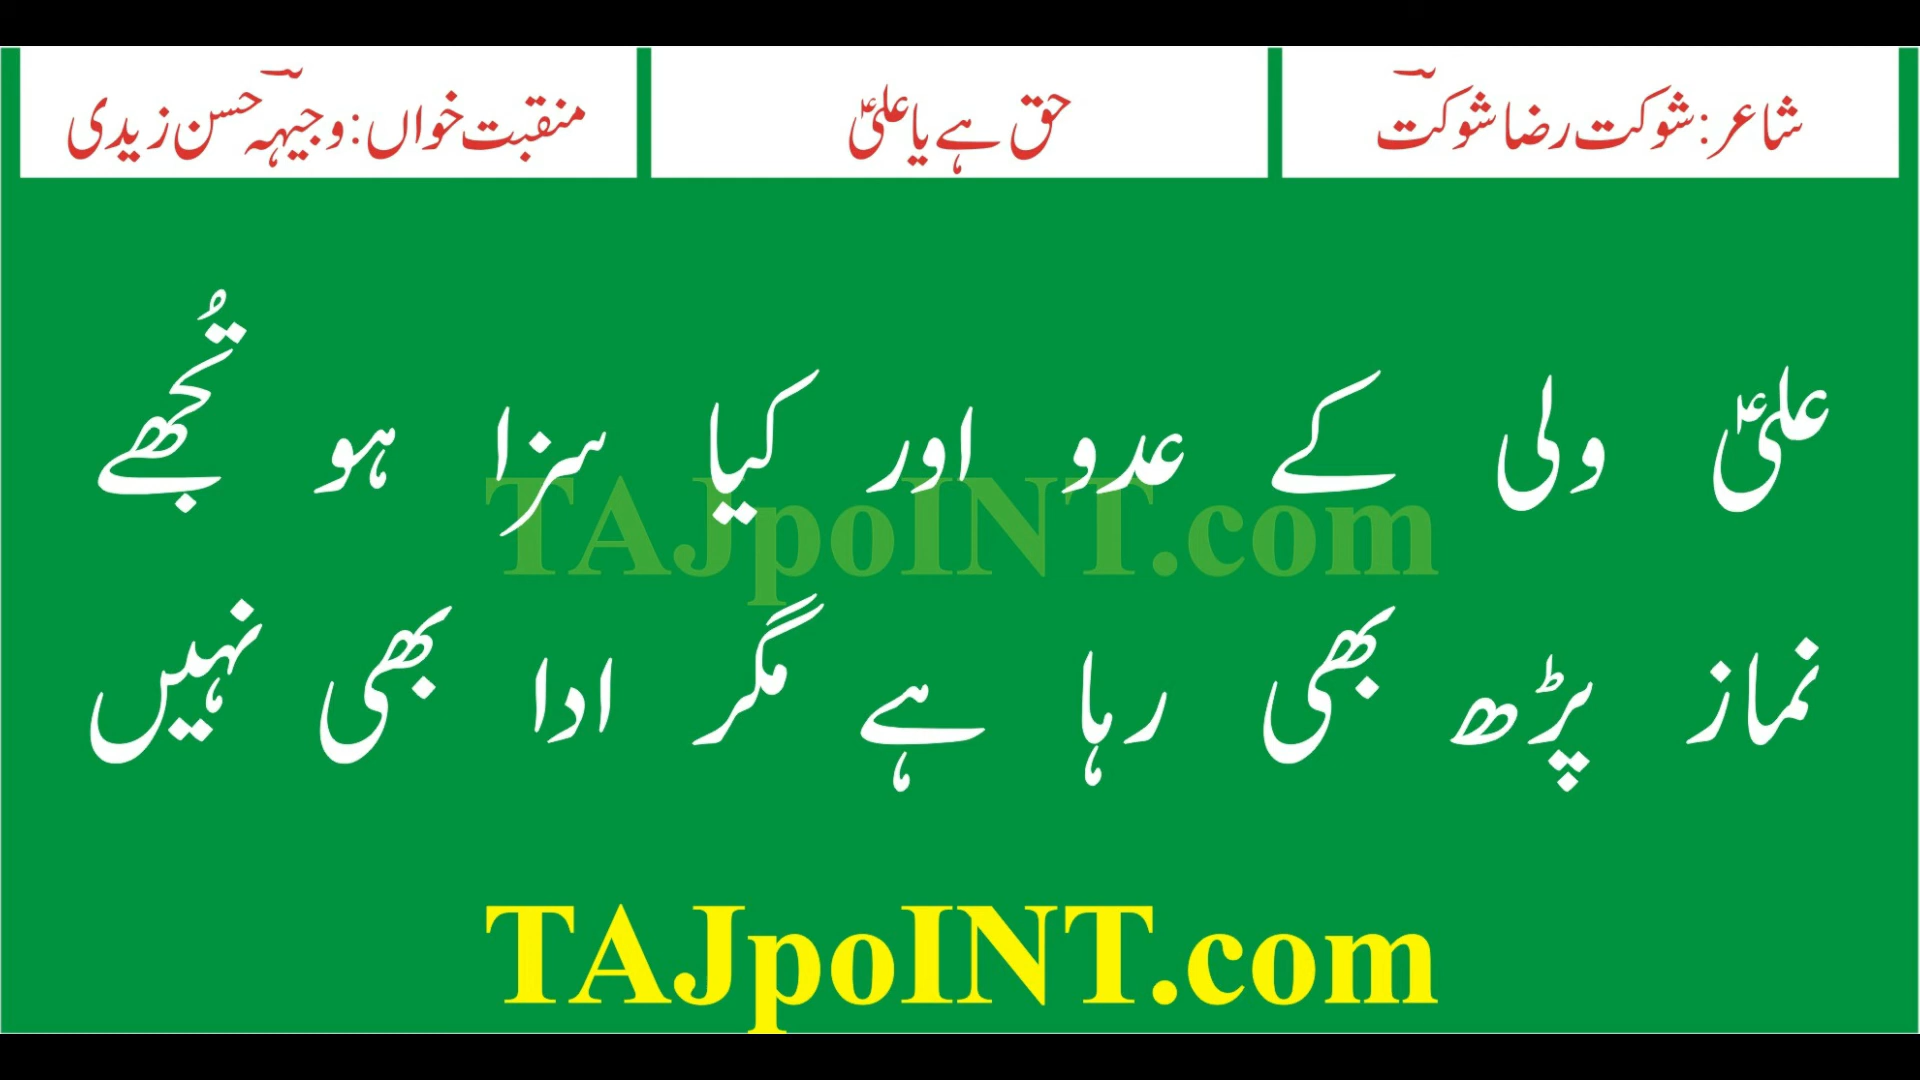 شاعر: شوکت رضا شوکتؔ
حق ہے یا علیؑ
منقبت خواں: وجیہہؔ حسن زیدی
علیؑ ولی کے عدو اور کیا سزا ہو تُجھے
TAJpoINT.com
نماز پڑھ بھی رہا ہے مگر ادا بھی نہیں
TAJpoINT.com